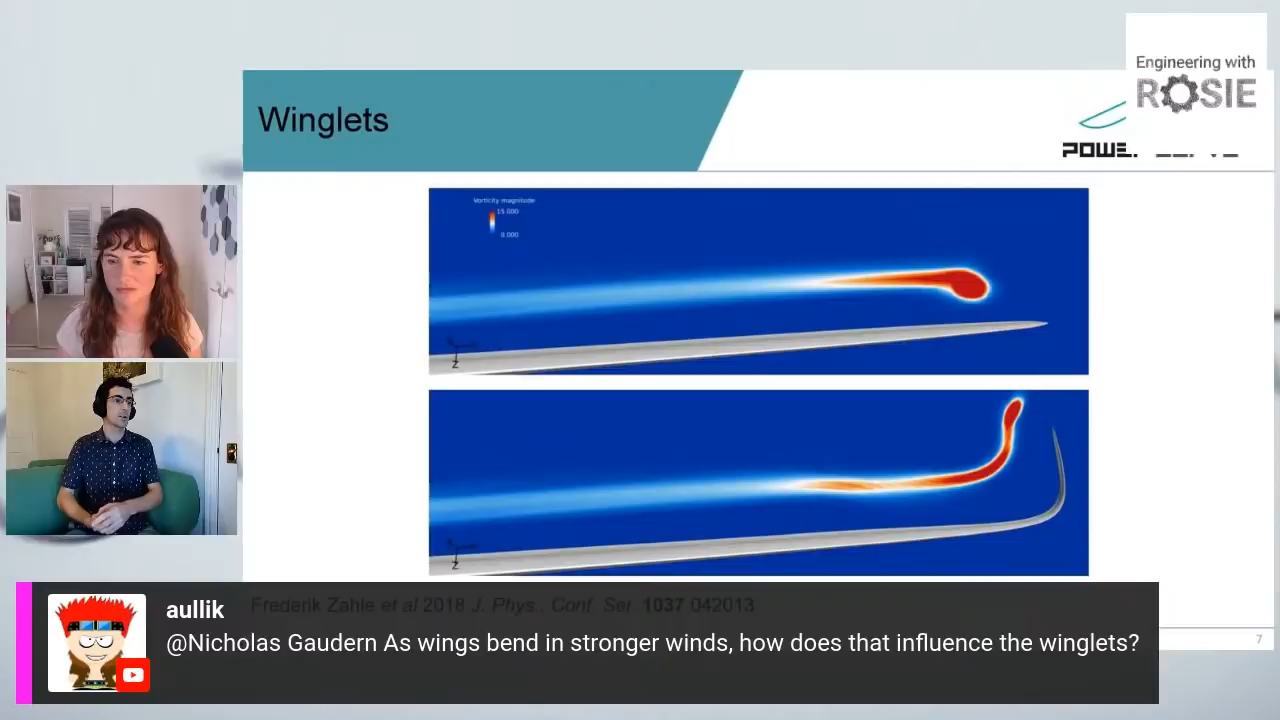 Engineering with
ROSIE
Winglets
Vorticity magnitude
15.000
8.000
Z
Z
Frederik Zahle et al 2018 J. Phys.: Conf. Ser. 1037 042013
7
aullik
@Nicholas Gaudern As wings bend in stronger winds, how does that influence the winglets?